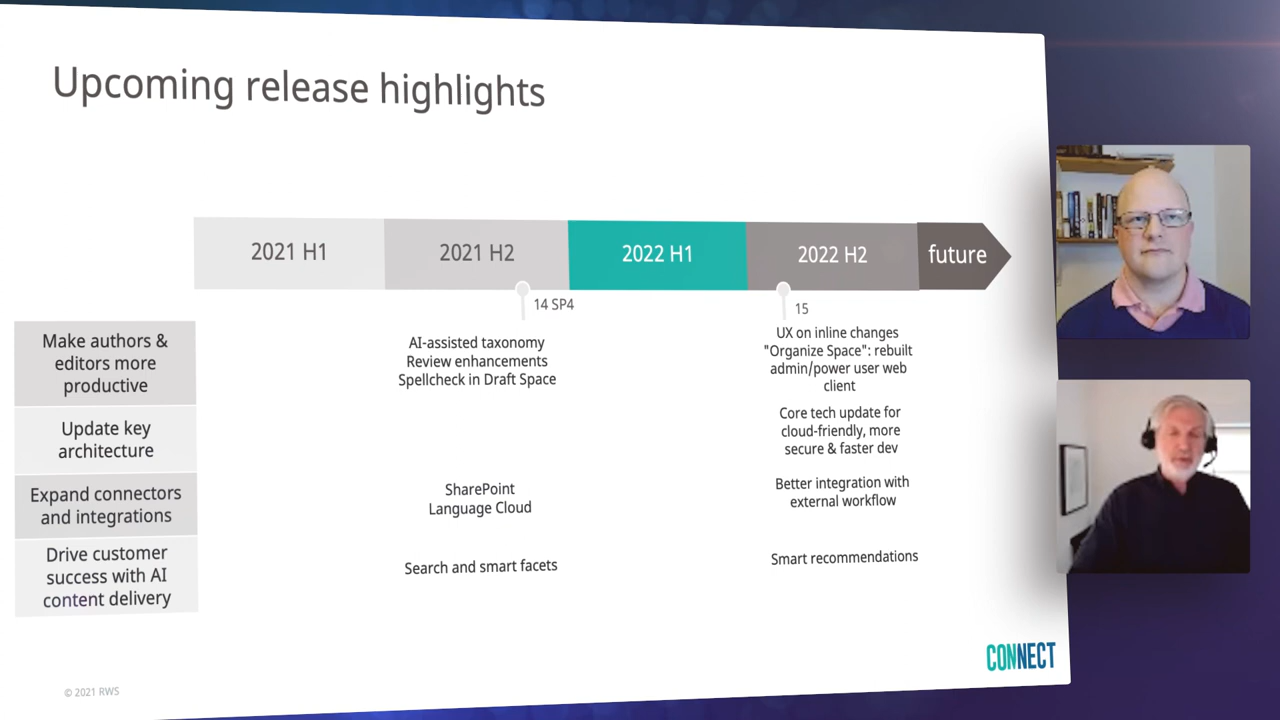 Upcoming release highlights
2021 H1
2021 H2
2022 H1
2022 H2
future
14 SP4
15
Make authors &
editors more
productive
AI-assisted taxonomy
Review enhancements
Spellcheck in Draft Space
UX on inline changes
"Organize Space": rebuilt
admin/power user web
client
Update key
architecture
Core tech update for
cloud-friendly, more
secure & faster dev
Expand connectors
and integrations
SharePoint
Language Cloud
Better integration with
external workflow
Drive customer
success with AI
content delivery
Search and smart facets
Smart recommendations
CONNECT
© 2021 RWS